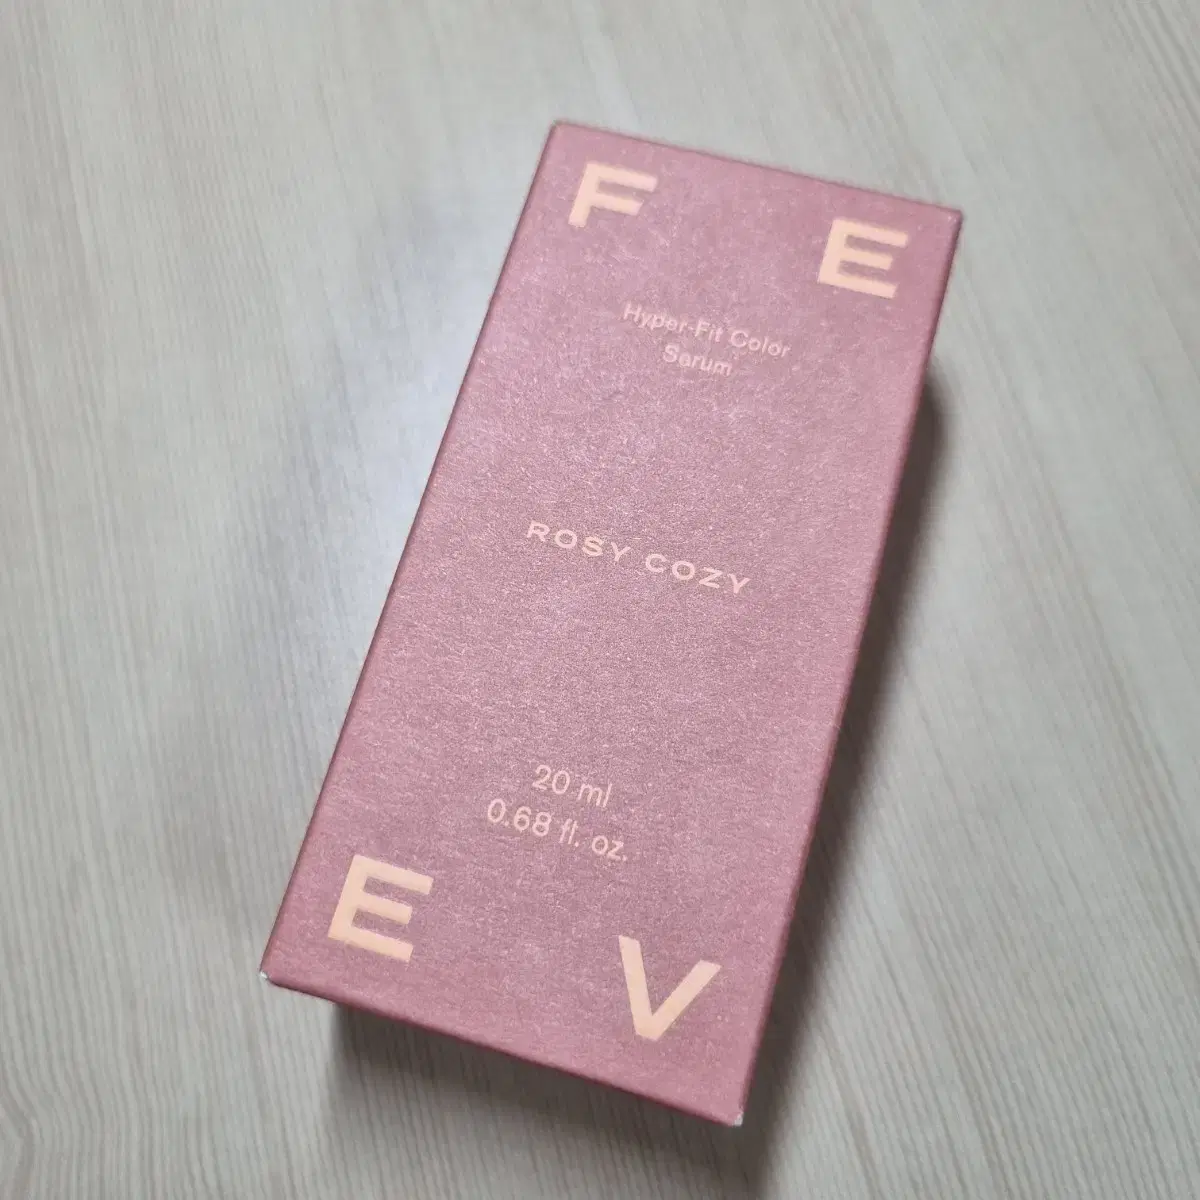 F E
Hyper-Fit Color
Serum
ROSY COZY
20 ml
0.68 fl. oz.
E V